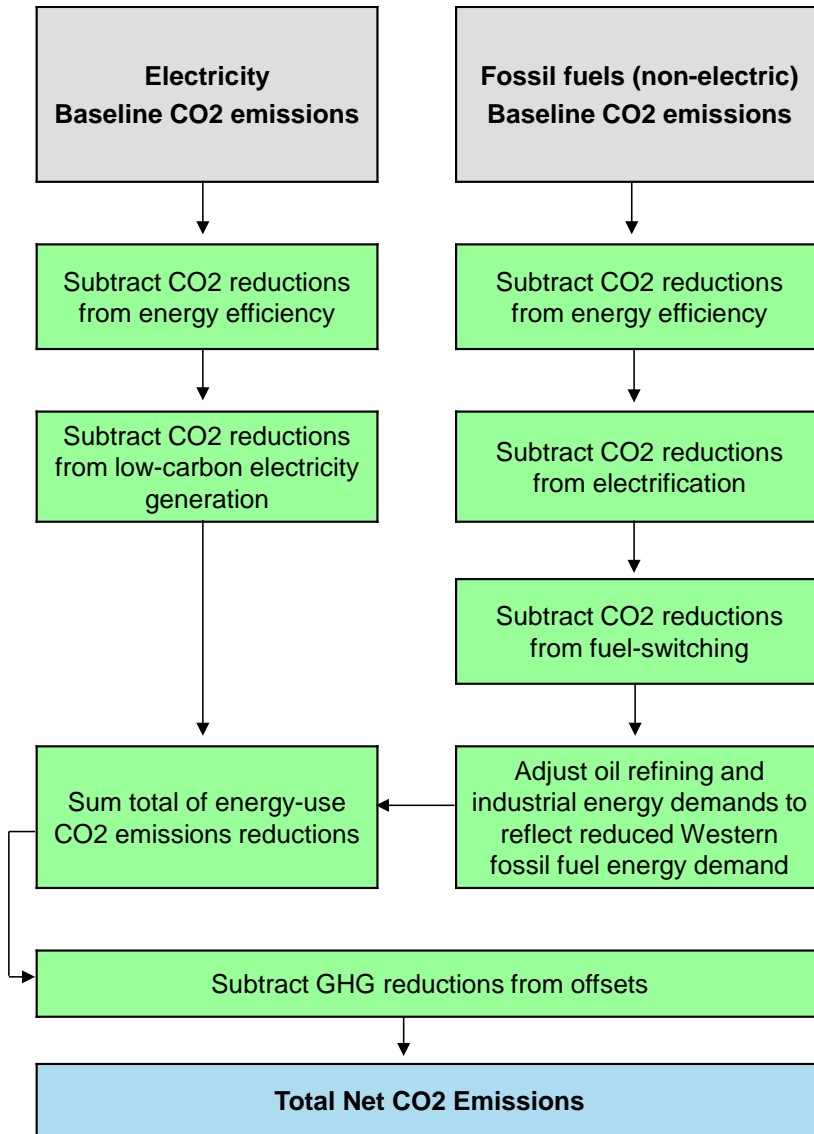 Electricity
Baseline CO2 emissions
Fossil fuels (non-electric)
Baseline CO2 emissions
Subtract CO2 reductions
from energy efficiency
Subtract CO2 reductions
from energy efficiency
Subtract CO2 reductions
from low-carbon electricity
generation
Subtract CO2 reductions
from electrification
Subtract CO2 reductions
from fuel-switching
Sum total of energy-use
CO2 emissions reductions
Adjust oil refining and
industrial energy demands to
reflect reduced Western
fossil fuel energy demand
Subtract GHG reductions from offsets
Total Net CO2 Emissions